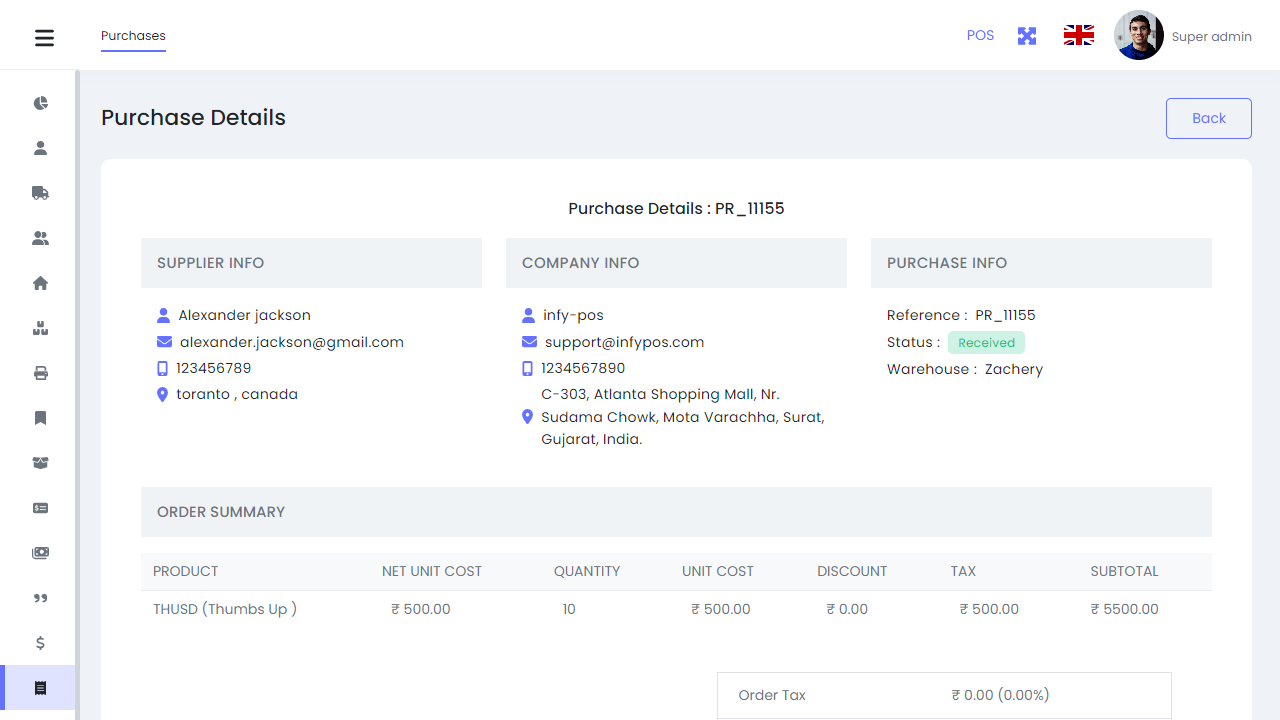 Purchases
POS
Super admin
Purchase Details
Back
Purchase Details : PR_11155
SUPPLIER INFO
Alexander jackson
alexander.jackson@gmail.com
123456789
toranto , canada
COMPANY INFO
infy-pos
support@infypos.com
1234567890
C-303, Atlanta Shopping Mall, Nr.
Sudama Chowk, Mota Varachha, Surat,
Gujarat, India.
PURCHASE INFO
Reference : PR_11155
Status : Received
Warehouse : Zachery
ORDER SUMMARY
PRODUCT NET UNIT COST QUANTITY UNIT COST DISCOUNT TAX SUBTOTAL
THUSD (Thumbs Up ) ₹ 500.00 10 ₹ 500.00 ₹ 0.00 ₹ 500.00 ₹ 5500.00
Order Tax ₹ 0.00 (0.00%)